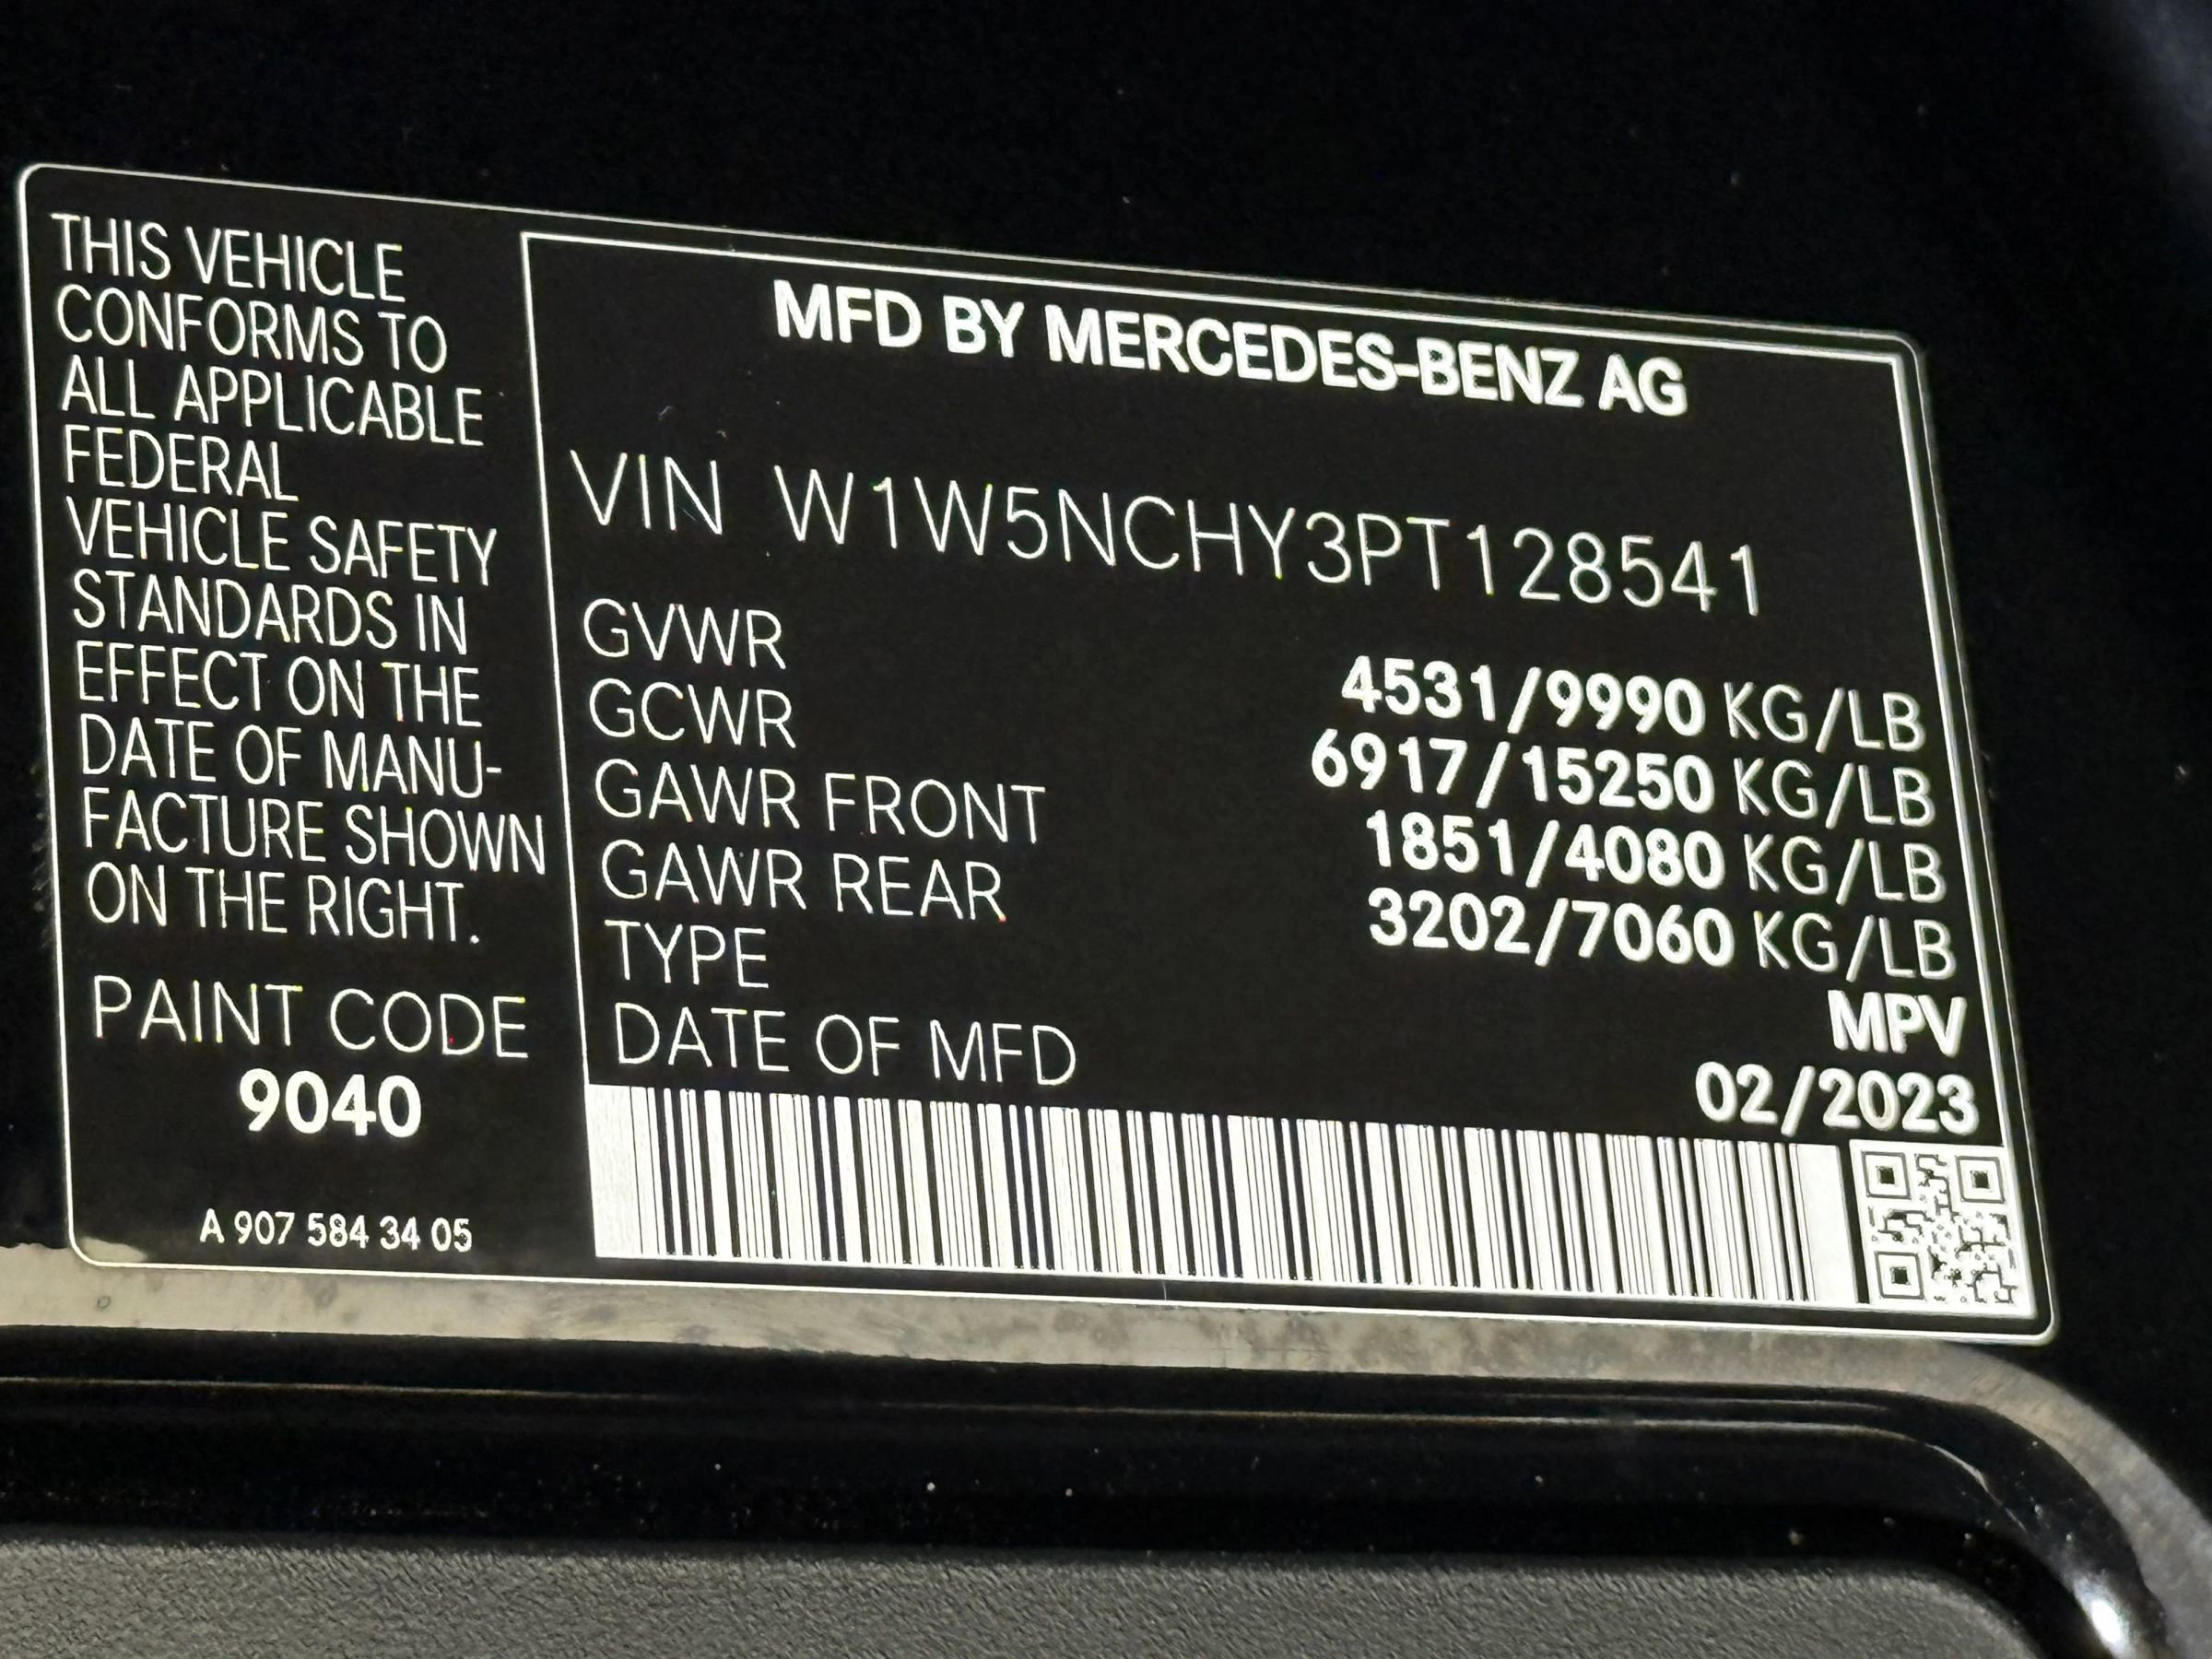 THIS VEHICLE
CONFORMS TO
ALL APPLICABLE
FEDERAL
VEHICLE SAFETY
STANDARDS IN
EFFECT ON THE
DATE OF MANU-
FACTURE SHOWN
ON THE RIGHT.
PAINT CODE
9040
A 907 584 34 05
MFD BY MERCEDES-BENZ AG
VIN W1W5NCHY3PT128541
GVWR 4531/9990 KG/LB
GCWR 6917/15250 KG/LB
GAWR FRONT 1851/4080 KG/LB
GAWR REAR 3202/7060 KG/LB
TYPE MPV
DATE OF MFD 02/2023